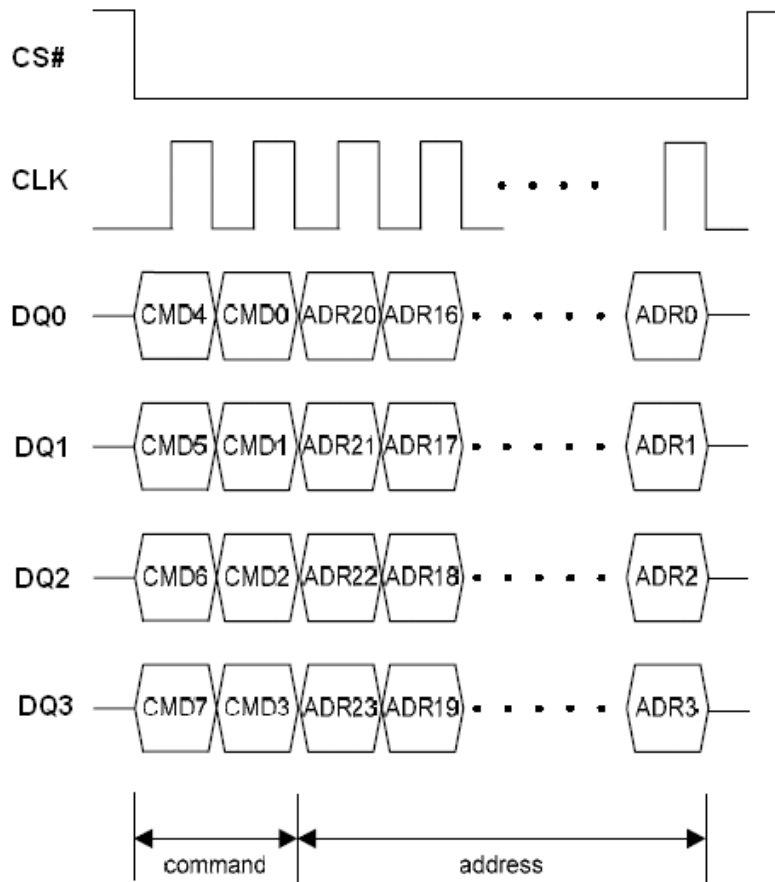 CS#
CLK
DQ0 CMD4 CMD0 ADR20 ADR16 ADR0
DQ1 CMD5 CMD1 ADR21 ADR17 ADR1
DQ2 CMD6 CMD2 ADR22 ADR18 ADR2
DQ3 CMD7 CMD3 ADR23 ADR19 ADR3
command address